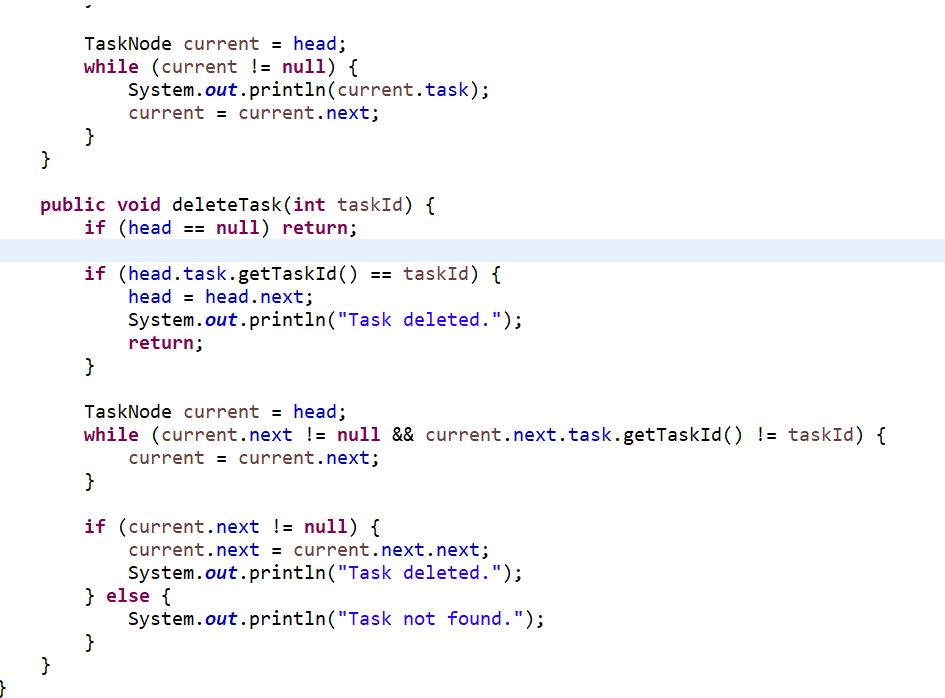 TaskNode current = head;
        while (current != null) {
            System.out.println(current.task);
            current = current.next;
        }
    }

    public void deleteTask(int taskId) {
        if (head == null) return;

        if (head.task.getTaskId() == taskId) {
            head = head.next;
            System.out.println("Task deleted.");
            return;
        }

        TaskNode current = head;
        while (current.next != null && current.next.task.getTaskId() != taskId) {
            current = current.next;
        }

        if (current.next != null) {
            current.next = current.next.next;
            System.out.println("Task deleted.");
        } else {
            System.out.println("Task not found.");
        }
    }
}